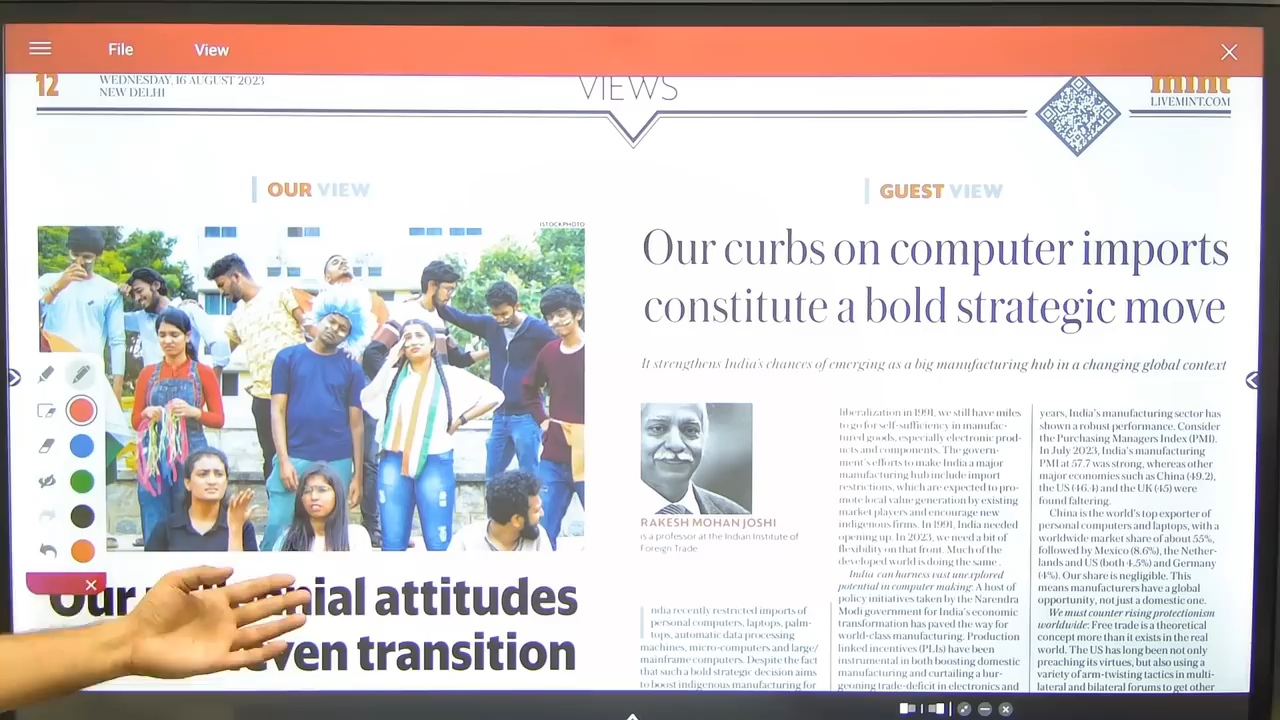 File View
12 WEDNESDAY, 16 AUGUST 2023
NEW DELHI
VIEWS
mint
LIVEMINT.COM
OUR VIEW
ISTOCKPHOTO
Our attitudes
even transition
GUEST VIEW
Our curbs on computer imports
constitute a bold strategic move
It strengthens India's chances of emerging as a big manufacturing hub in a changing global context
RAKESH MOHAN JOSHI
is a professor at the Indian Institute of
Foreign Trade
India recently restricted imports of
personal computers, laptops, palm-
tops, automatic data processing
machines, micro-computers and large/
mainframe computers. Despite the fact
that such a bold strategic decision aims
to boost indigenous manufacturing for
liberalization in 1991, we still have miles
to go for self-sufficiency in manufac-
tured goods, especially electronic prod-
ucts and components. The govern-
ment's efforts to make India a major
manufacturing hub include import
restrictions, which are expected to pro-
mote local value generation by existing
market players and encourage new
indigenous firms. In 1991, India needed
opening up. In 2023, we need a bit of
flexibility on that front. Much of the
developed world is doing the same.
India can harness vast unexplored
potential in computer making: A host of
policy initiatives taken by the Narendra
Modi government for India's economic
transformation has paved the way for
world-class manufacturing. Production
linked incentives (PLIs) have been
instrumental in both boosting domestic
manufacturing and curtailing a bur-
geoning trade-deficit in electronics and
years, India's manufacturing sector has
shown a robust performance. Consider
the Purchasing Managers Index (PMI).
In July 2023, India's manufacturing
PMI at 57.7 was strong, whereas other
major economies such as China (49.2),
the US (46.4) and the UK (45) were
found faltering.
China is the world's top exporter of
personal computers and laptops, with a
worldwide market share of about 55%,
followed by Mexico (8.6%), the Nether-
lands and US (both 4.5%) and Germany
(4%). Our share is negligible. This
means manufacturers have a global
opportunity, not just a domestic one.
We must counter rising protectionism
worldwide: Free trade is a theoretical
concept more than it exists in the real
world. The US has long been not only
preaching its virtues, but also using a
variety of arm-twisting tactics in multi-
lateral and bilateral forums to get other